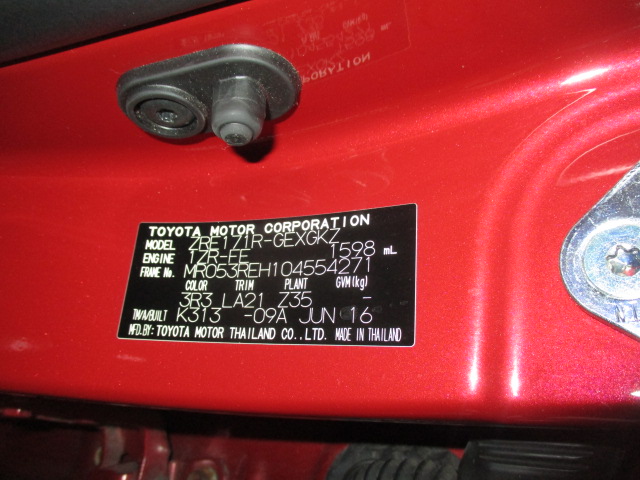 TOYOTA MOTOR CORPORATION
MODEL ZRE171R-GEXGKZ
ENGINE 1ZR-FE 1598 mL
FRAME No. MR053REH104554271
COLOR TRIM PLANT GVM(kg)
3R3 LA21 Z35 -
T/A/BUILT K313 -09A JUN 16
MFD.BY: TOYOTA MOTOR THAILAND CO.,LTD. MADE IN THAILAND